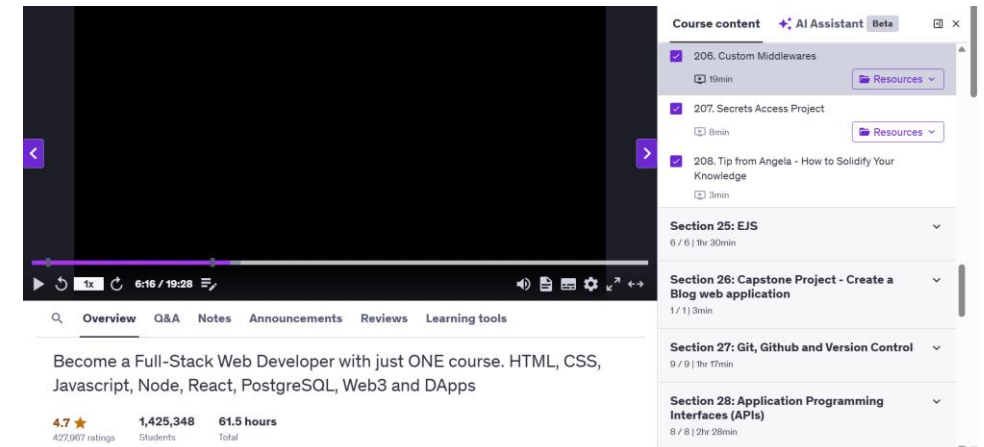 Course content AI Assistant Beta
206. Custom Middlewares
19min Resources
207. Secrets Access Project
8min Resources
208. Tip from Angela - How to Solidify Your
Knowledge
3min
Section 25: EJS
6 / 6 | 1hr 30min
Section 26: Capstone Project - Create a
Blog web application
1 / 1 | 3min
Section 27: Git, Github and Version Control
9 / 9 | 1hr 17min
Section 28: Application Programming
Interfaces (APIs)
8 / 8 | 2hr 28min
1x 6:16 / 19:28
Overview Q&A Notes Announcements Reviews Learning tools
Become a Full-Stack Web Developer with just ONE course. HTML, CSS,
Javascript, Node, React, PostgreSQL, Web3 and DApps
4.7 1,425,348 61.5 hours
427,967 ratings Students Total